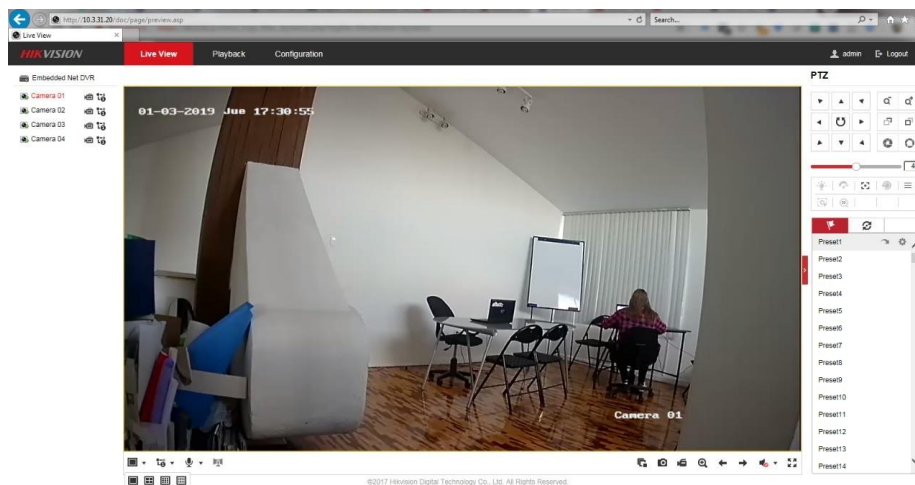 http://10.3.31.20/doc/page/preview.asp
Search...
Live View
HIKVISION
Live View
Playback
Configuration
admin
Logout
Embedded Net DVR
PTZ
Camera 01
Camera 02
Camera 03
Camera 04
01-03-2019 Jue 17:30:55
4
Preset1
Preset2
Preset3
Preset4
Preset5
Preset6
Preset7
Preset8
Preset9
Preset10
Preset11
Preset12
Preset13
Preset14
Camera 01
©2017 Hikvision Digital Technology Co., Ltd. All Rights Reserved.